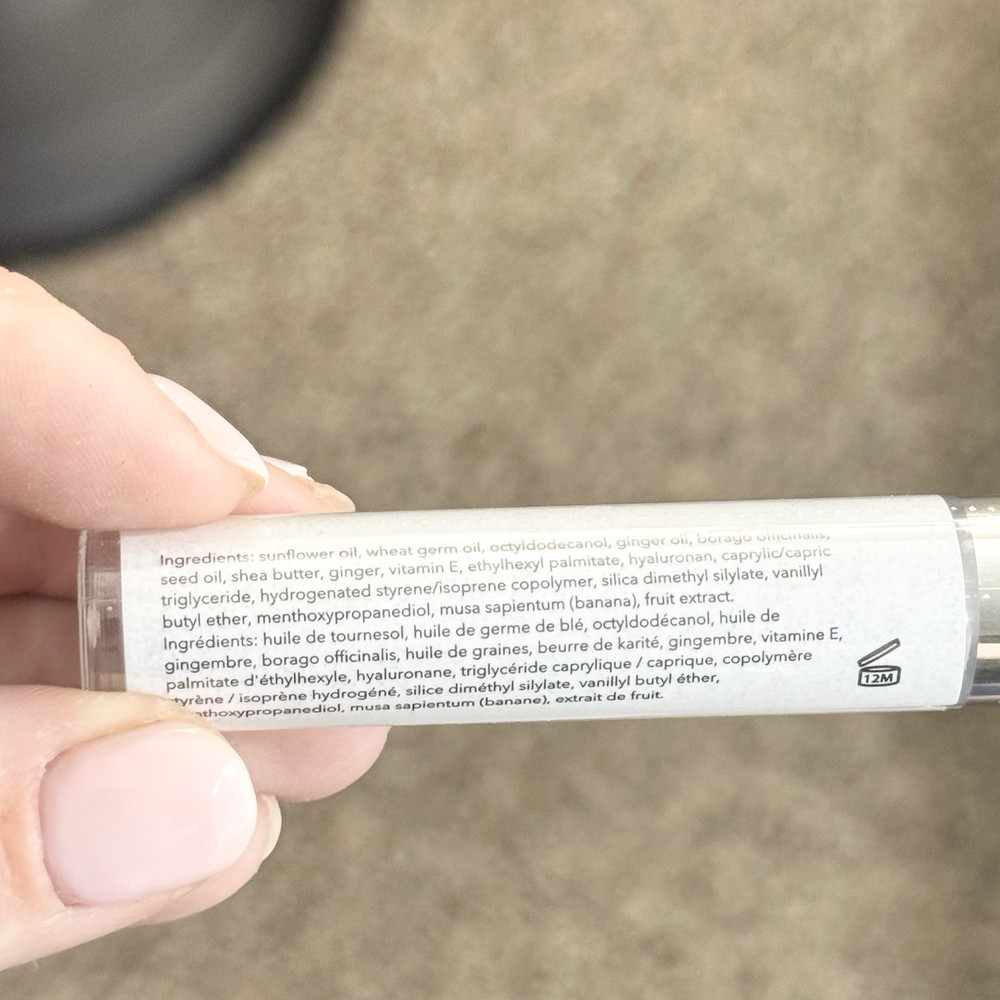 Ingredients: sunflower oil, wheat germ oil, octyldodecanol, ginger oil, borago officinalis,
seed oil, shea butter, ginger, vitamin E, ethylhexyl palmitate, hyaluronan, caprylic/capric
triglyceride, hydrogenated styrene/isoprene copolymer, silica dimethyl silylate, vanillyl
butyl ether, menthoxypropanediol, musa sapientum (banana), fruit extract.
Ingrédients: huile de tournesol, huile de germe de blé, octyldodécanol, huile de
gingembre, borago officinalis, huile de graines, beurre de karité, gingembre, vitamine E,
palmitate d'éthylhexyle, hyaluronane, triglycéride caprylique / caprique, copolymère
styrène / isoprène hydrogéné, silice diméthyl silylate, vanillyl butyl éther,
menthoxypropanediol, musa sapientum (banane), extrait de fruit.
12M